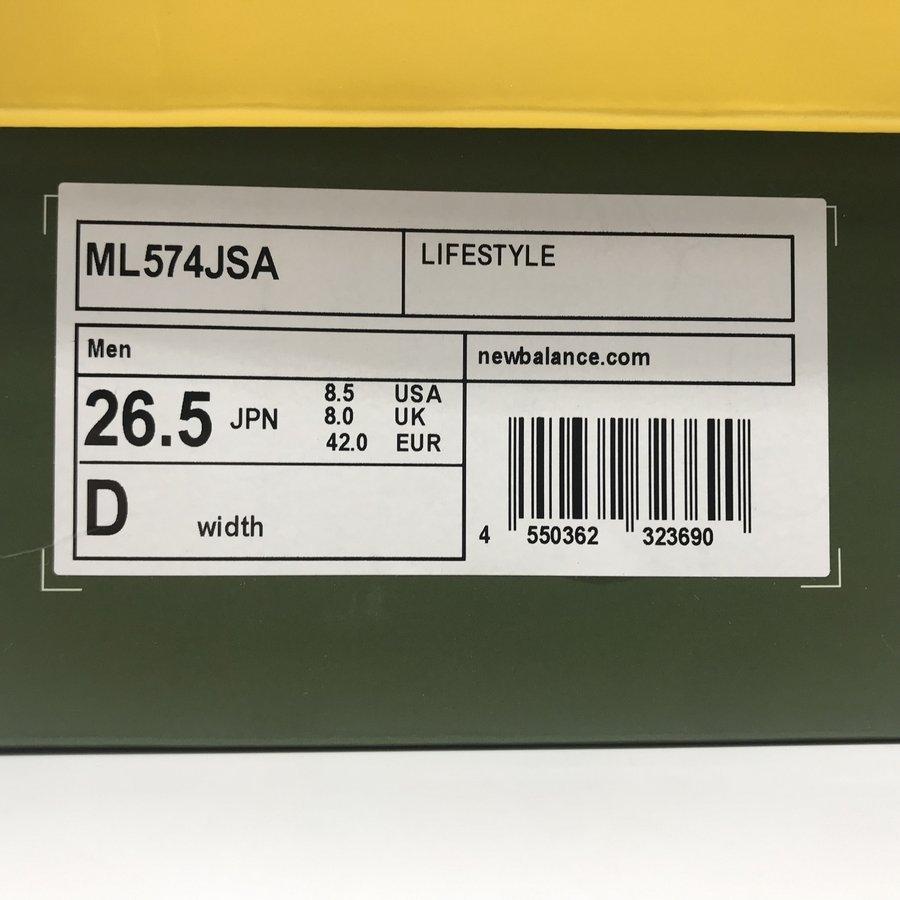 ML574JSA
LIFESTYLE
Men
newbalance.com
26.5 JPN
8.5 USA
8.0 UK
42.0 EUR
D width
4 550362 323690